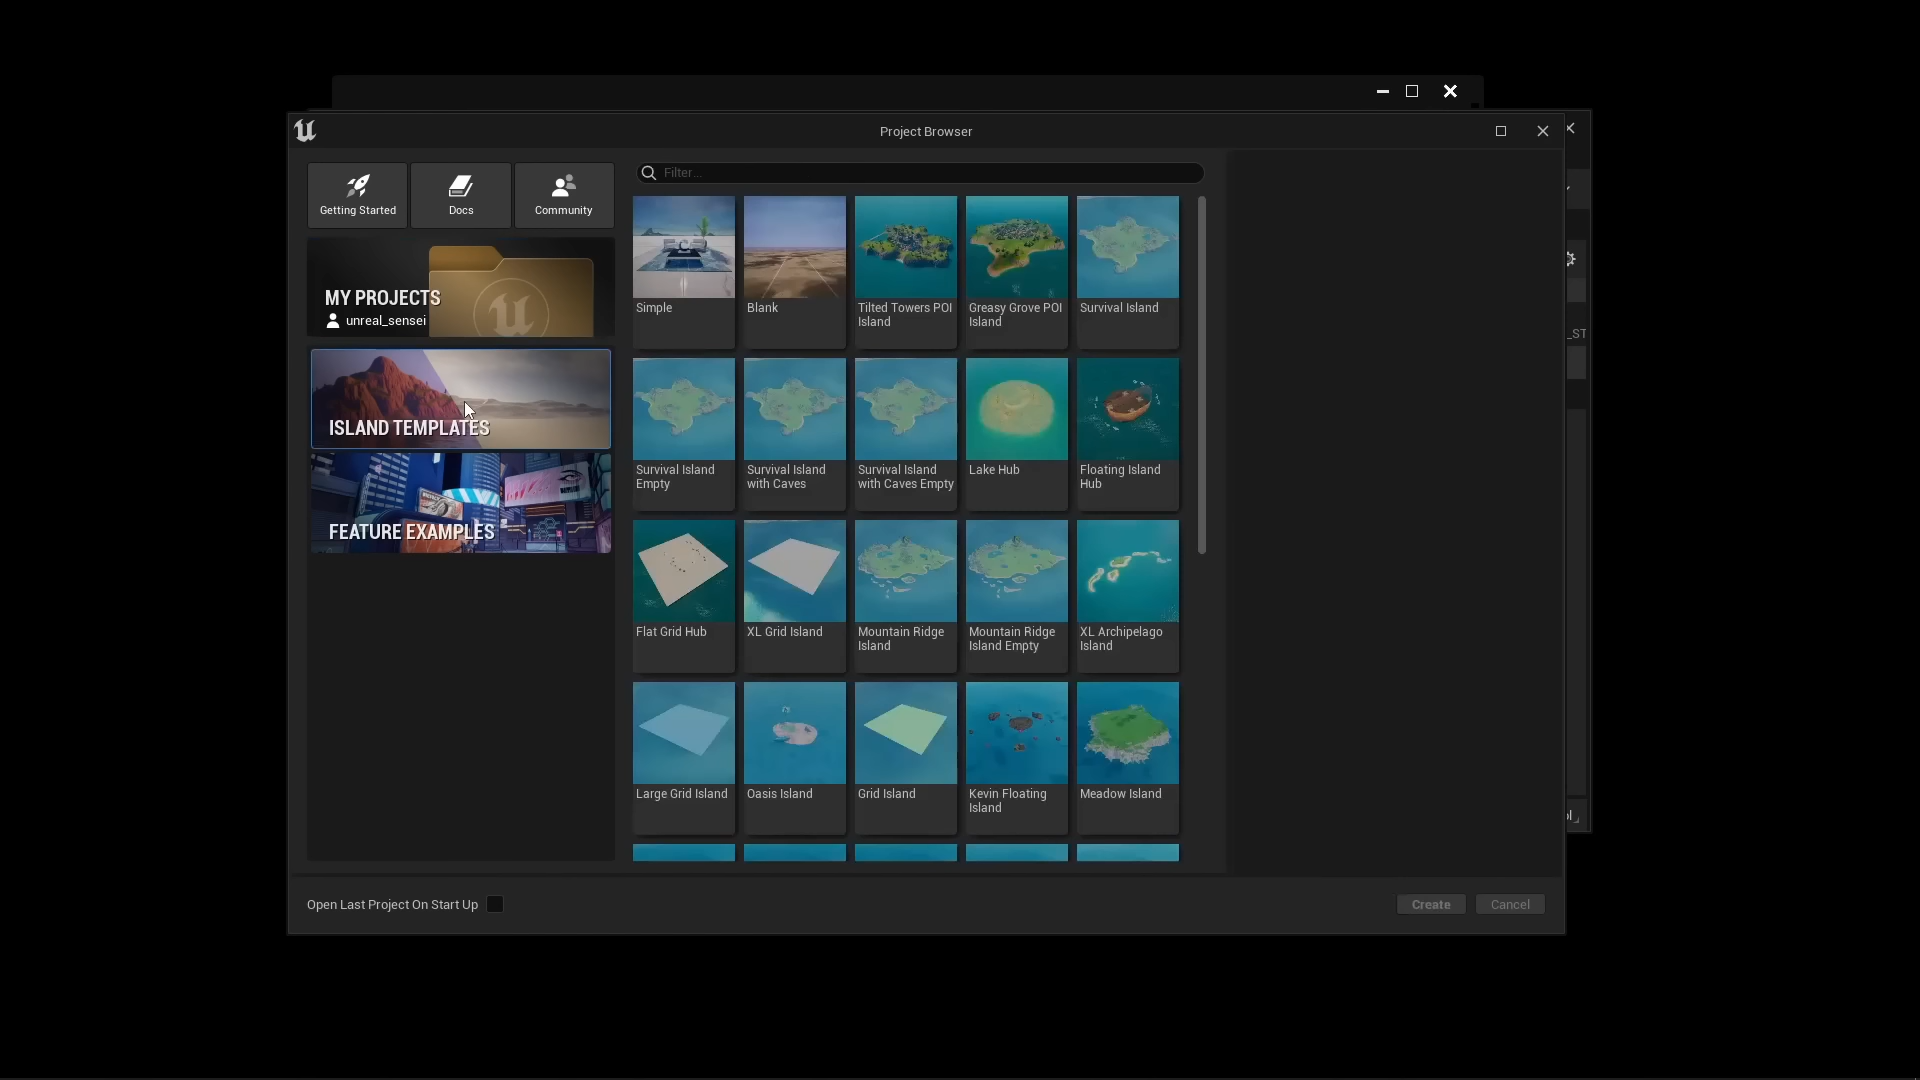 Project Browser
Getting Started
Docs
Community
MY PROJECTS
unreal_sensei
ISLAND TEMPLATES
FEATURE EXAMPLES
Filter...
Simple
Blank
Tilted Towers POI
Island
Greasy Grove POI
Island
Survival Island
Survival Island
Empty
Survival Island
with Caves
Survival Island
with Caves Empty
Lake Hub
Floating Island
Hub
Flat Grid Hub
XL Grid Island
Mountain Ridge
Island
Mountain Ridge
Island Empty
XL Archipelago
Island
Large Grid Island
Oasis Island
Grid Island
Kevin Floating
Island
Meadow Island
_ST
Open Last Project On Start Up
Create
Cancel